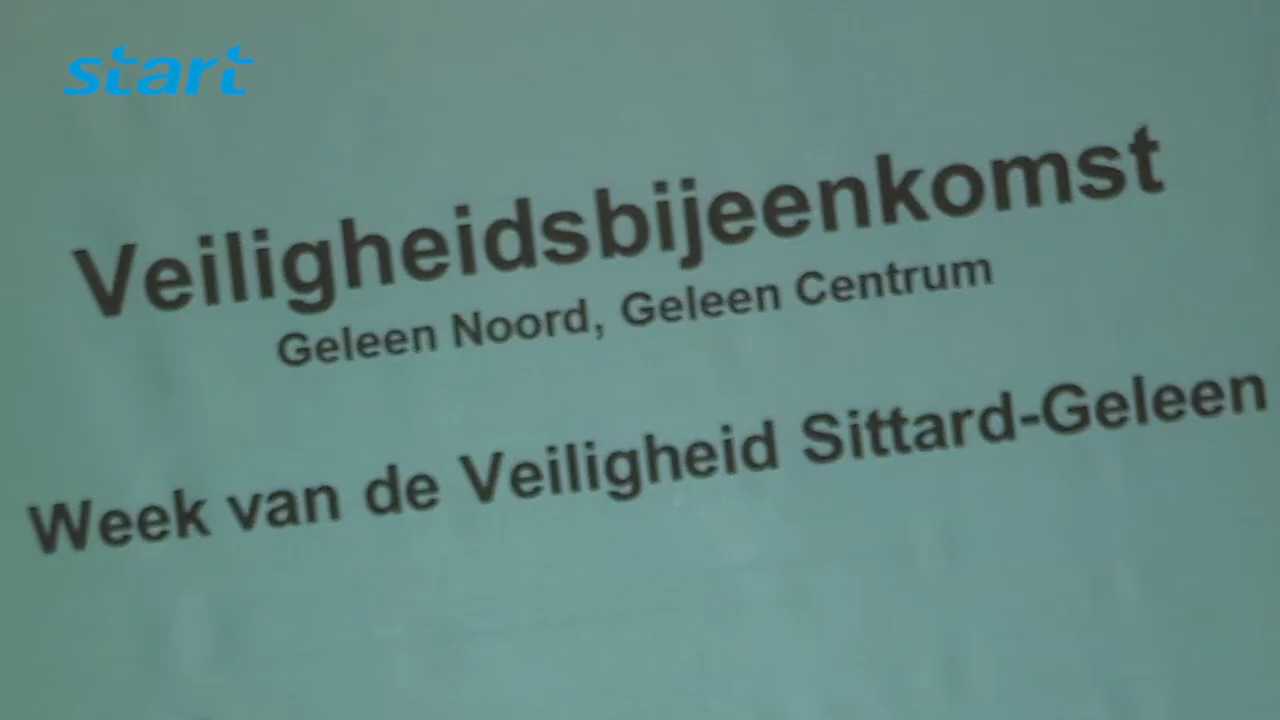 start
Veiligheidsbijeenkomst
Geleen Noord, Geleen Centrum
Week van de Veiligheid Sittard-Geleen